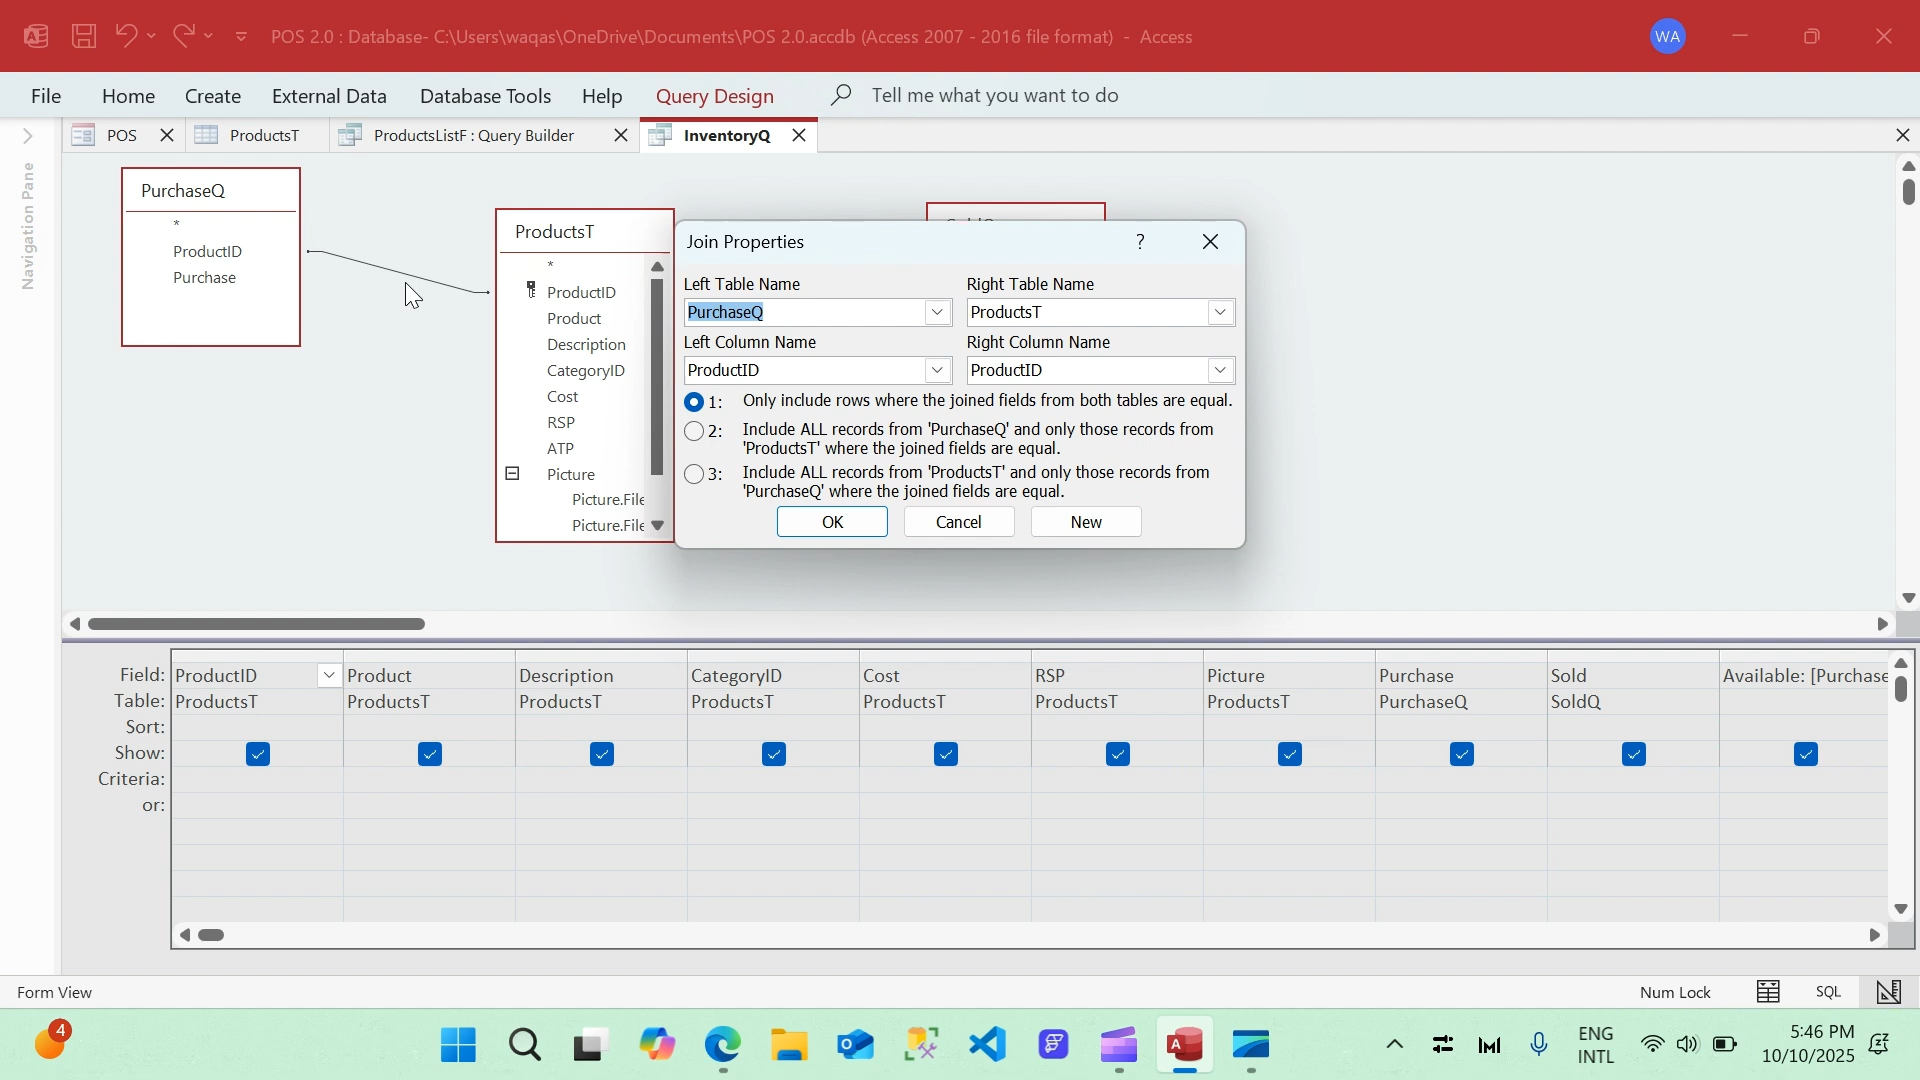 POS 2.0 : Database- C:\Users\waqas\OneDrive\Documents\POS 2.0.accdb (Access 2007 - 2016 file format) - Access
WA
File Home Create External Data Database Tools Help Query Design Tell me what you want to do
POS ProductsT ProductsListF : Query Builder InventoryQ
Navigation Pane
PurchaseQ
*
ProductID
Purchase
ProductsT
*
ProductID
Product
Description
CategoryID
Cost
RSP
ATP
Picture
Picture.File
Picture.File
Join Properties
?
Left Table Name Right Table Name
PurchaseQ ProductsT
Left Column Name Right Column Name
ProductID ProductID
1: Only include rows where the joined fields from both tables are equal.
2: Include ALL records from 'PurchaseQ' and only those records from
'ProductsT' where the joined fields are equal.
3: Include ALL records from 'ProductsT' and only those records from
'PurchaseQ' where the joined fields are equal.
OK Cancel New
Field: ProductID Product Description CategoryID Cost RSP Picture Purchase Sold Available: [Purchase
Table: ProductsT ProductsT ProductsT ProductsT ProductsT ProductsT ProductsT PurchaseQ SoldQ
Sort:
Show:
Criteria:
or:
Form View Num Lock SQL
4
ENG
INTL
5:46 PM
10/10/2025